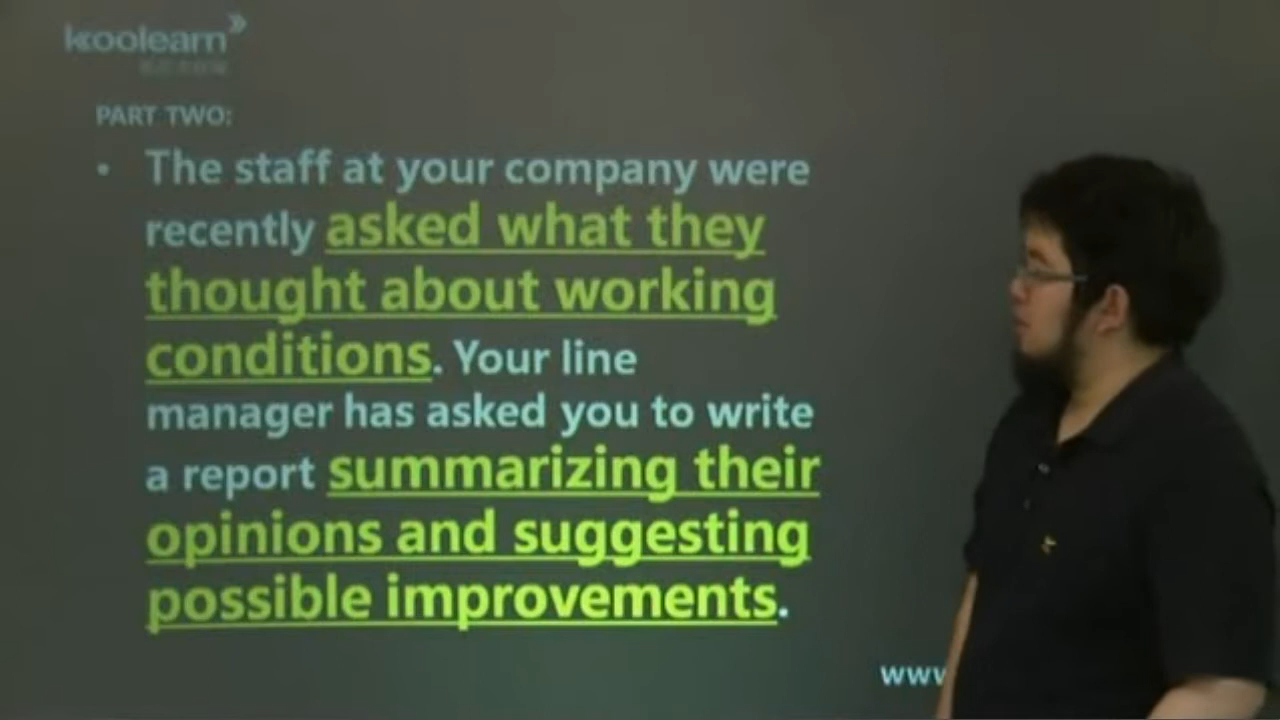 koolearn
PART TWO:
• The staff at your company were
recently asked what they
thought about working
conditions. Your line
manager has asked you to write
a report summarizing their
opinions and suggesting
possible improvements.
www